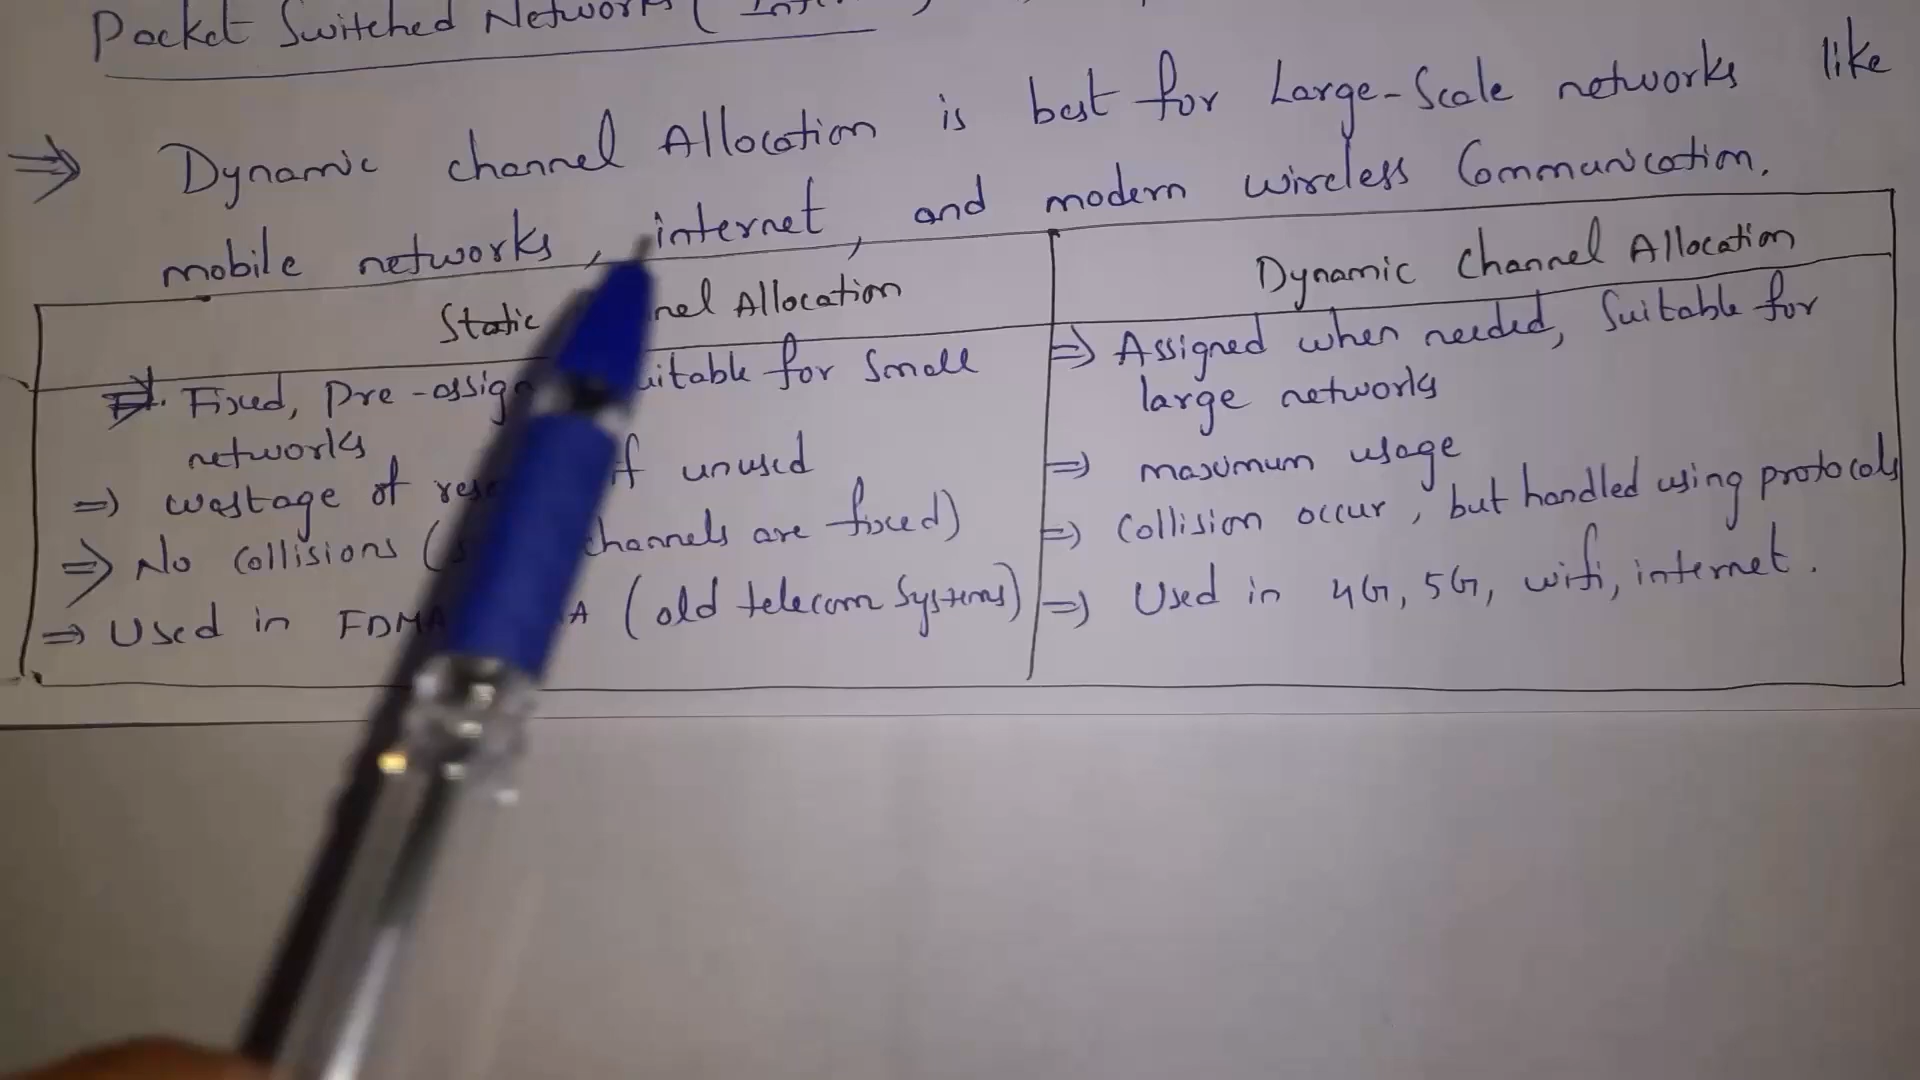 Packet Switched Networks (
⇒ Dynamic channel Allocation is best for Large-Scale networks like
mobile networks, internet, and modern wireless Communication.
Static nel Allocation
⇒ Fixed, Pre-assig uitable for Small
networks
⇒ wastage of res if unused
⇒ No Collisions (s channels are fixed)
⇒ Used in FDMA A (old telecom Systems)
Dynamic Channel Allocation
⇒ Assigned when needed, Suitable for
large networks
⇒ maximum usage
⇒ Collision occur, but handled using protocols
⇒ Used in 4G, 5G, wifi, internet.